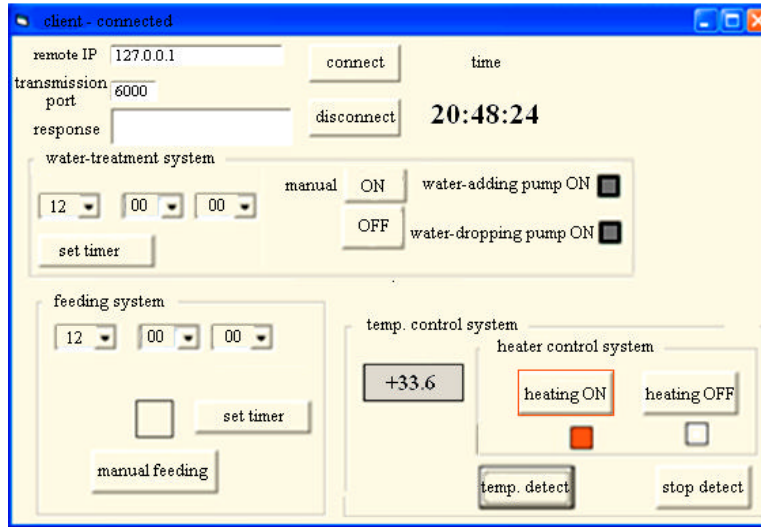 client - connected
remote IP 127.0.0.1 connect time
transmission port 6000
response disconnect 20:48:24
water-treatment system
manual ON water-adding pump ON
12 00 00
OFF water-dropping pump ON
set timer
feeding system
12 00 00
set timer
manual feeding
temp. control system
heater control system
+33.6 heating ON heating OFF
temp. detect stop detect